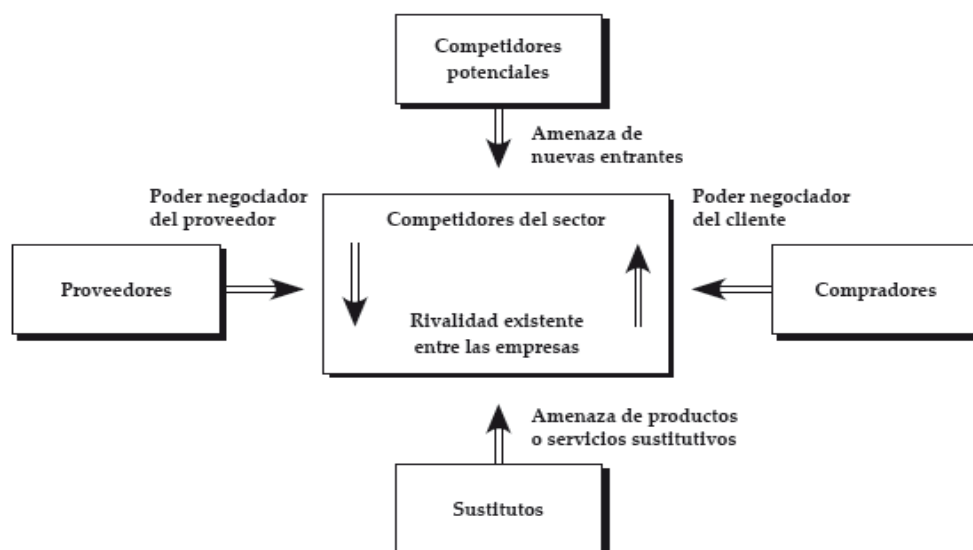 Competidores
potenciales
Amenaza de
nuevas entrantes
Poder negociador
del proveedor
Poder negociador
del cliente
Competidores del sector
Proveedores
Compradores
Rivalidad existente
entre las empresas
Amenaza de productos
o servicios sustitutivos
Sustitutos